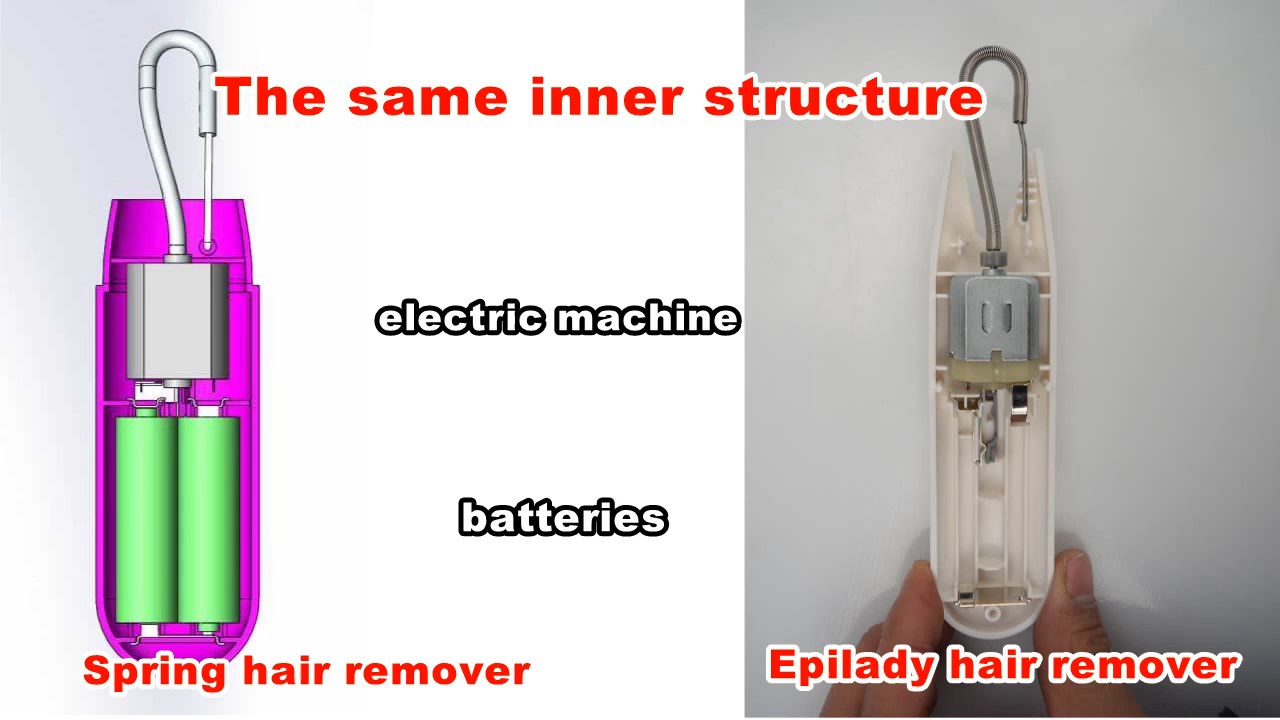 The same inner structure
electric machine
batteries
Spring hair remover
Epilady hair remover